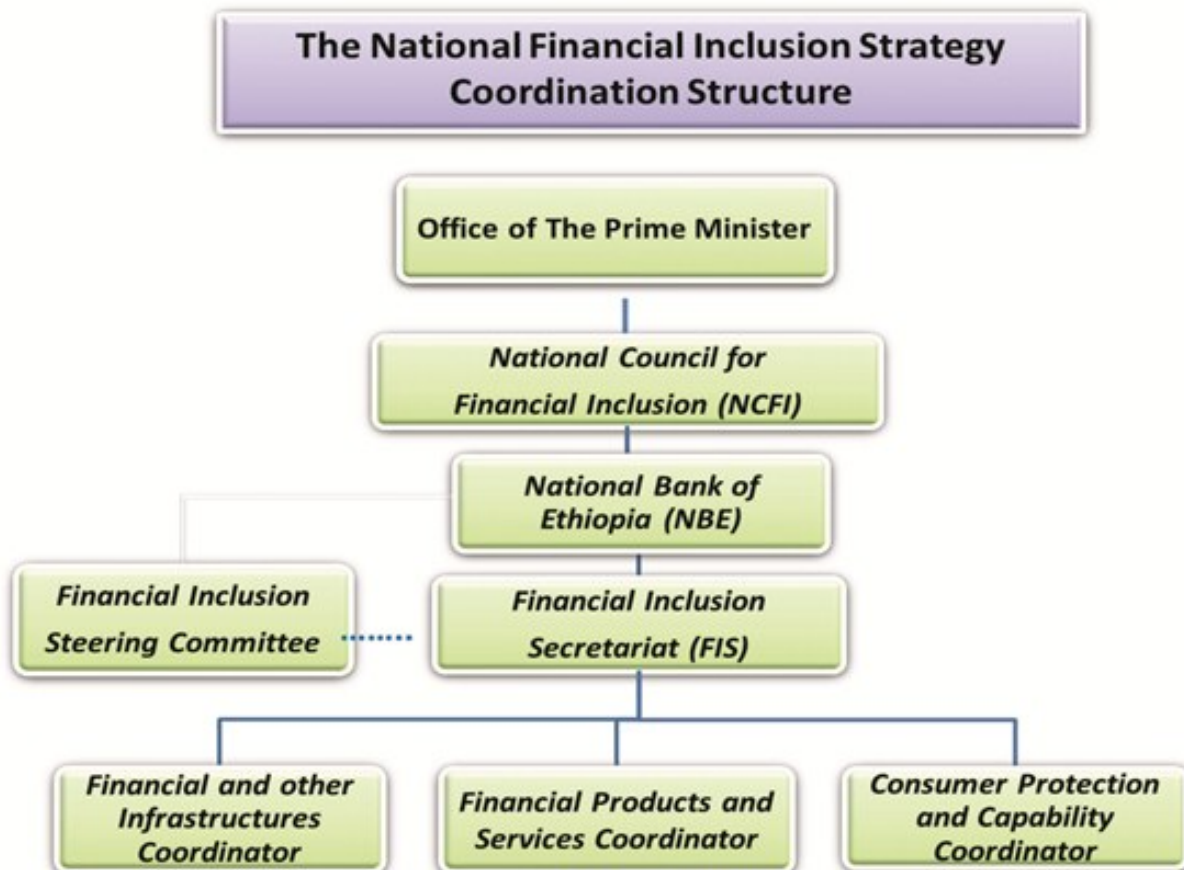 The National Financial Inclusion Strategy
Coordination Structure
Office of The Prime Minister
National Council for
Financial Inclusion (NCFI)
National Bank of
Ethiopia (NBE)
Financial Inclusion
Steering Committee
Financial Inclusion
Secretariat (FIS)
Financial and other
Infrastructures
Coordinator
Financial Products and
Services Coordinator
Consumer Protection
and Capability
Coordinator